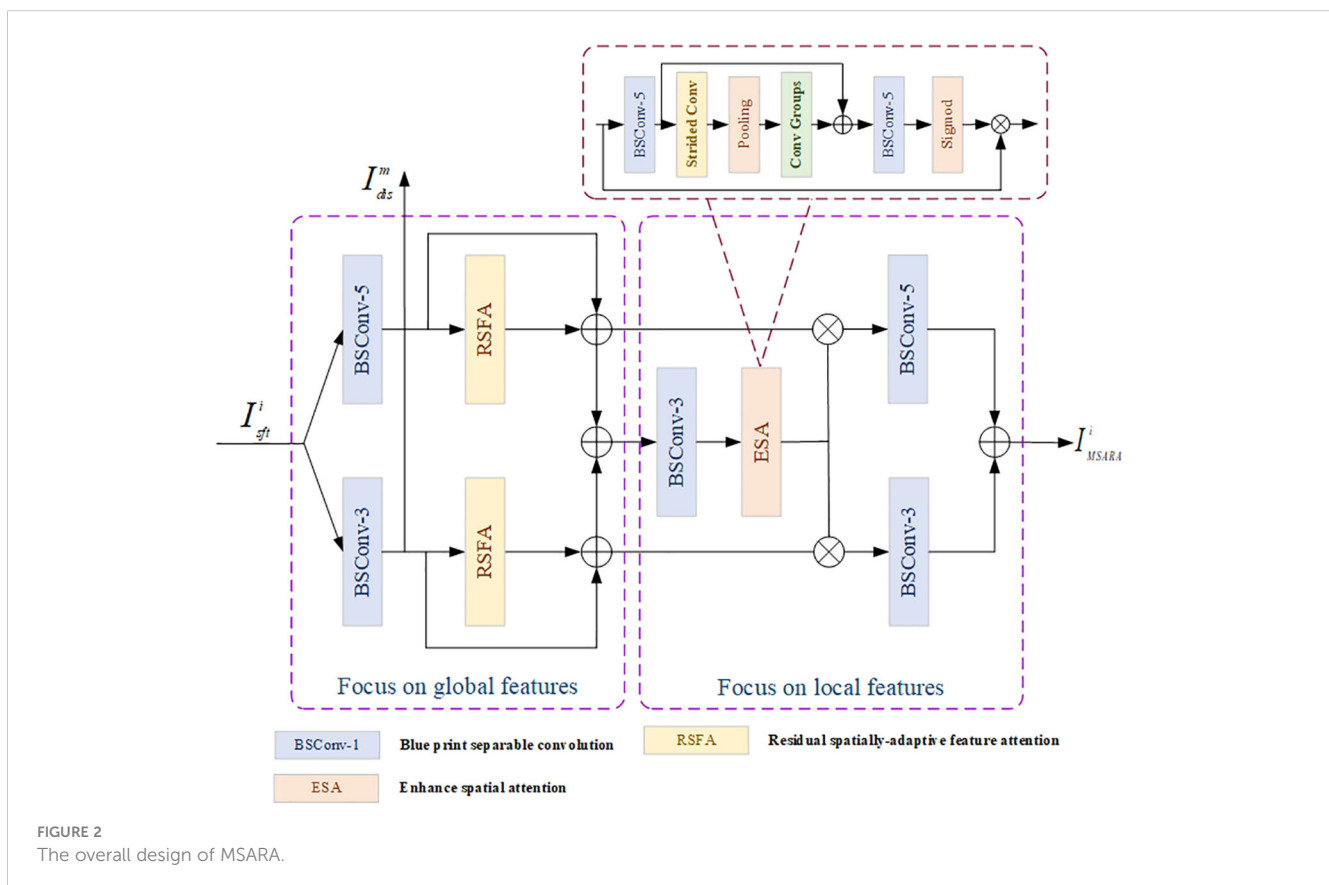 BSConv-5
Strided Conv
Pooling
Conv Groups
BSConv-5
Sigmod
I^m_dis
BSConv-5
RSFA
BSConv-5
I^i_sft
BSConv-3
ESA
I^i_MSARA
BSConv-3
RSFA
BSConv-3
Focus on global features
Focus on local features
BSConv-1 Blue print separable convolution
RSFA Residual spatially-adaptive feature attention
ESA Enhance spatial attention
FIGURE 2
The overall design of MSARA.